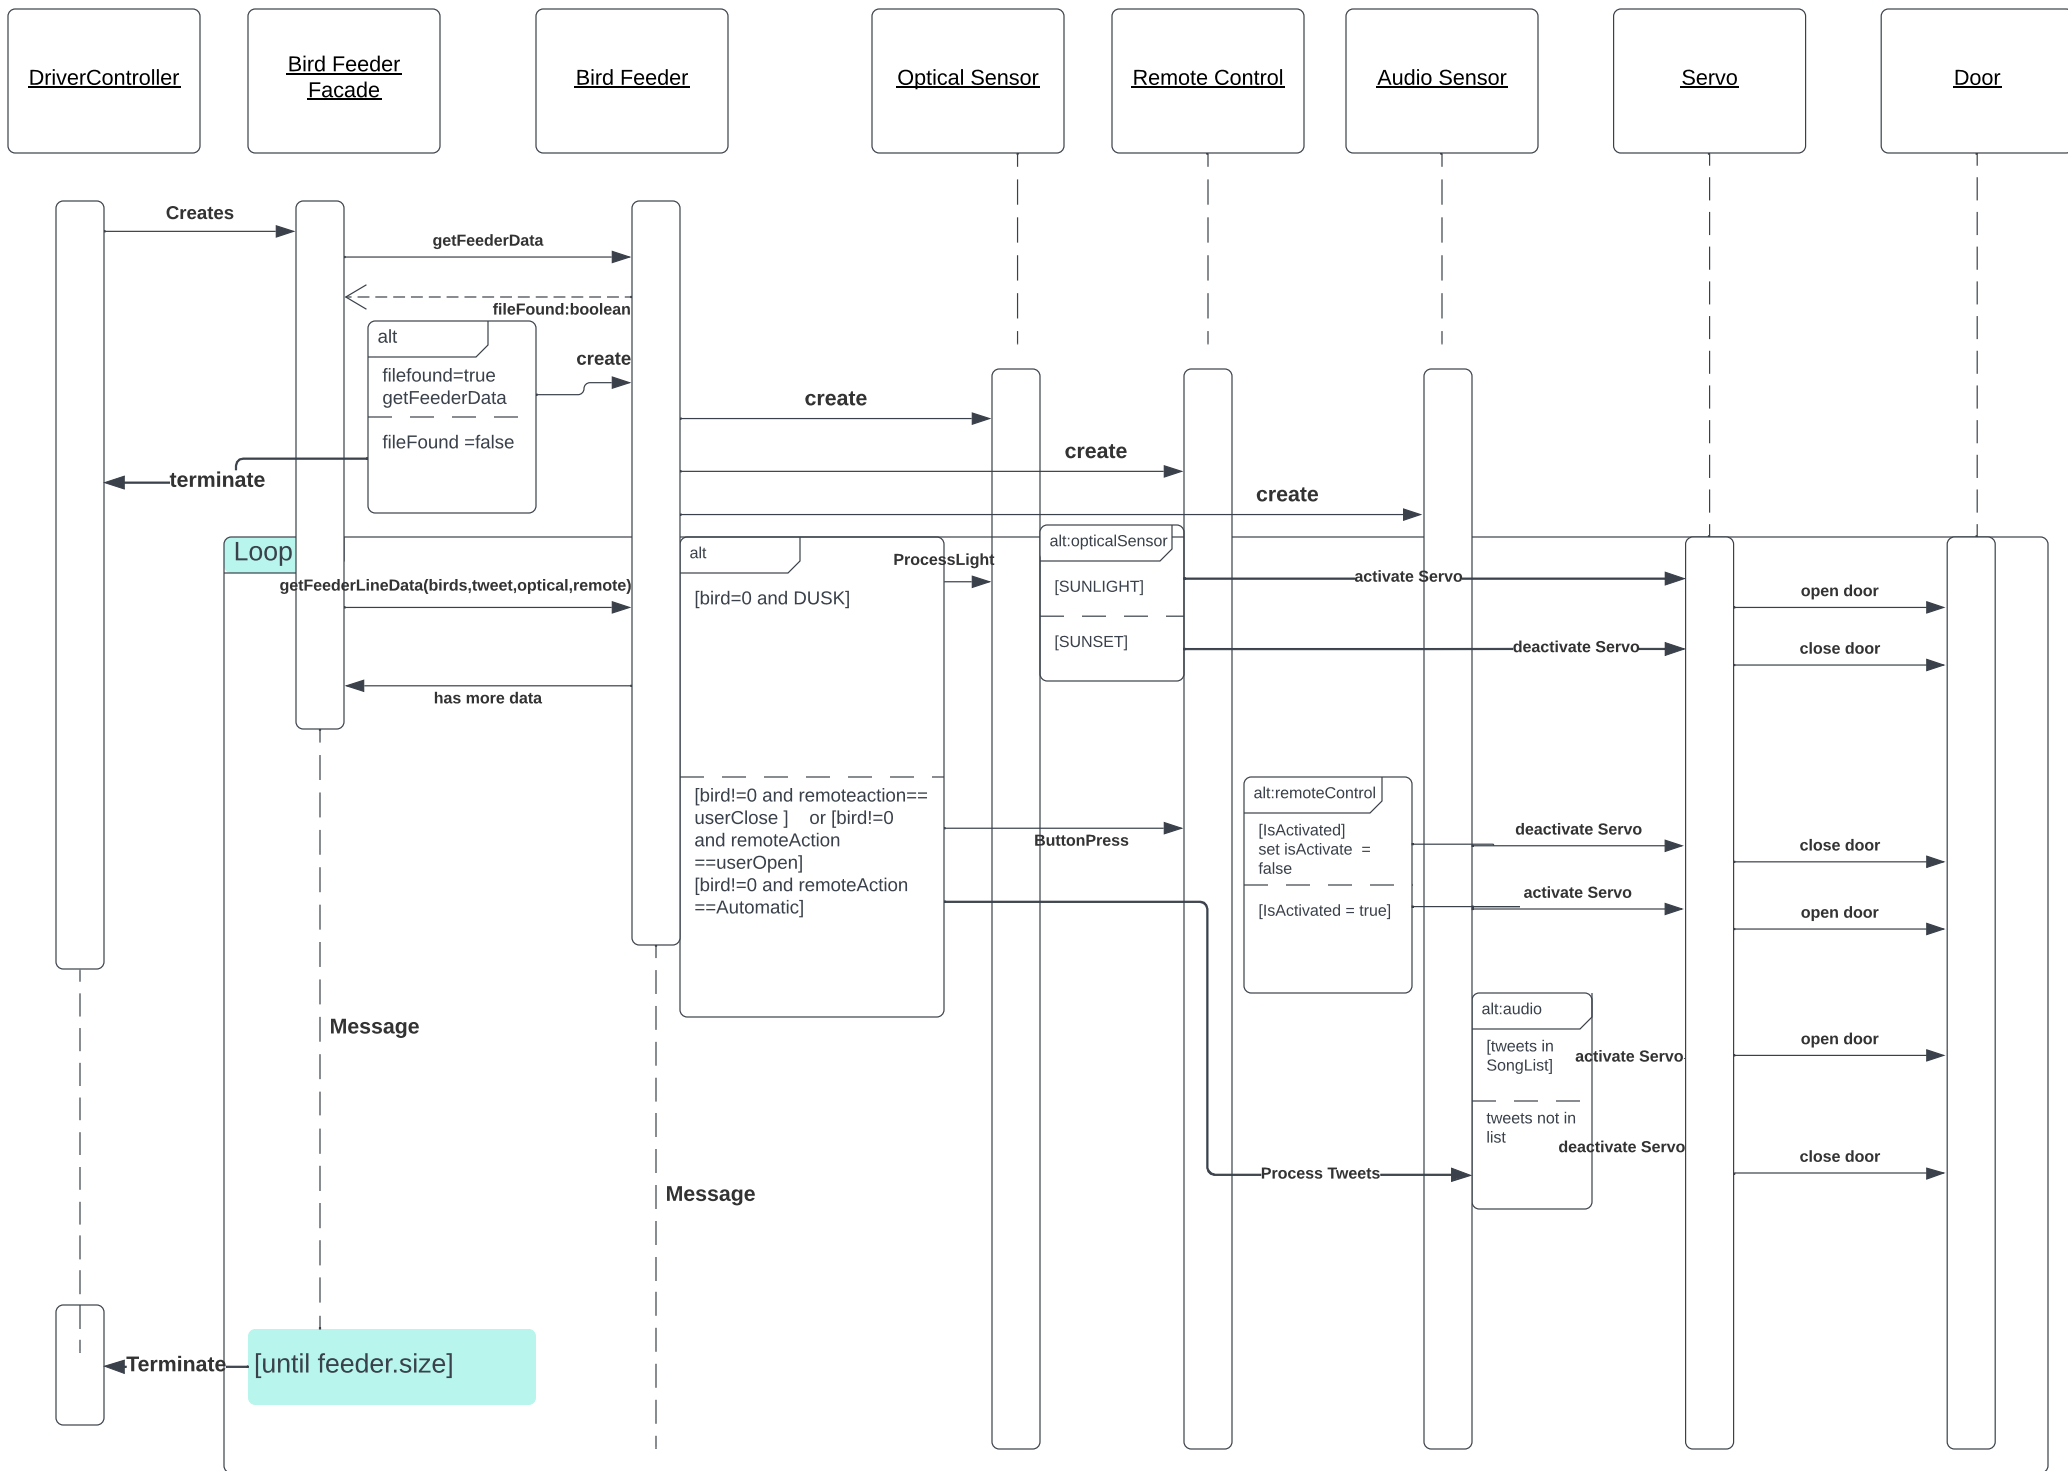 DriverController
Bird Feeder
Facade
Bird Feeder
Optical Sensor
Remote Control
Audio Sensor
Servo
Door
Creates
getFeederData
fileFound:boolean
alt
filefound=true
getFeederData
fileFound =false
create
terminate
create
create
create
Loop
getFeederLineData(birds,tweet,optical,remote)
has more data
alt
[bird=0 and DUSK]
ProcessLight
alt:opticalSensor
[SUNLIGHT]
[SUNSET]
activate Servo
open door
deactivate Servo
close door
[bird!=0 and remoteaction==
userClose ]    or [bird!=0
and remoteAction
==userOpen]
[bird!=0 and remoteAction
==Automatic]
ButtonPress
alt:remoteControl
[IsActivated]
set isActivate  =
false
[IsActivated = true]
deactivate Servo
close door
activate Servo
open door
alt:audio
[tweets in
SongList]
tweets not in
list
activate Servo
open door
deactivate Servo
close door
Process Tweets
Message
Message
Terminate
[until feeder.size]